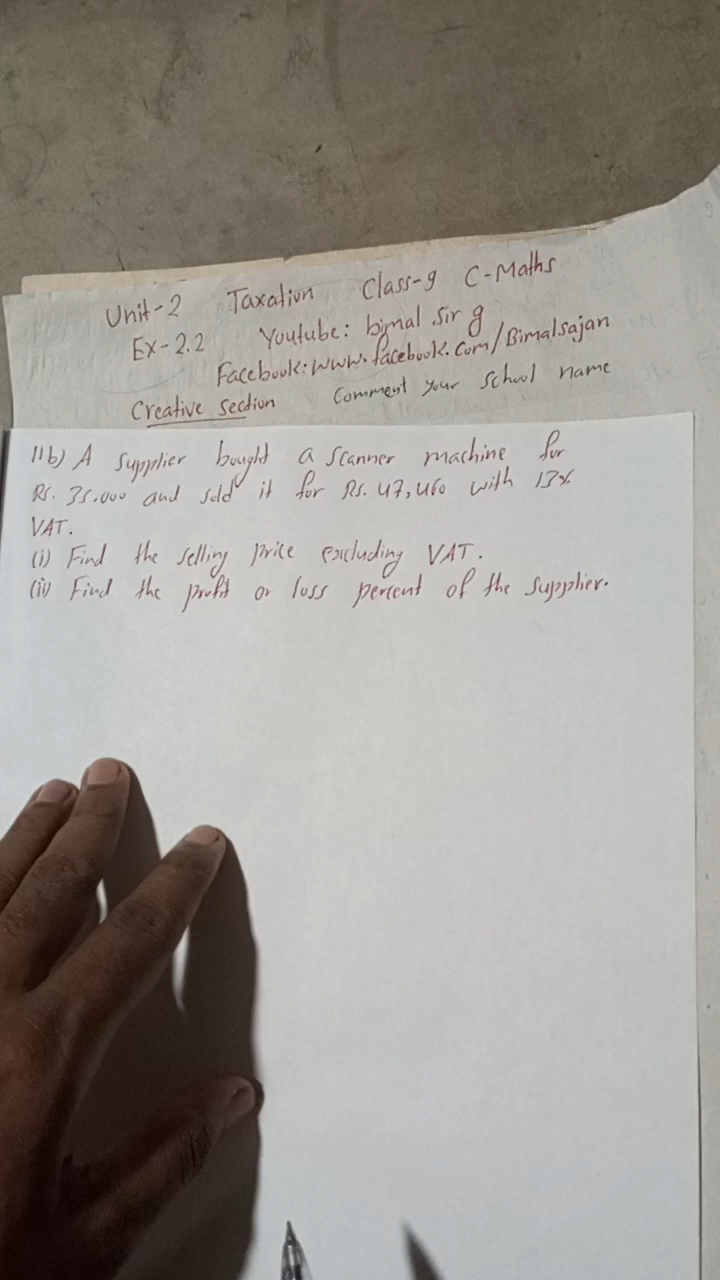 Unit-2 Taxation Class-9 C-Maths
Ex-2.2 Youtube: bimal sir g
Facebook: www.facebook.com/Bimalsajan
Creative section Comment your school name
11b) A supplier bought a scanner machine for
Rs. 35,000 and sold it for Rs. 47,460 with 13%
VAT.
(i) Find the selling price excluding VAT.
(ii) Find the profit or loss percent of the supplier.